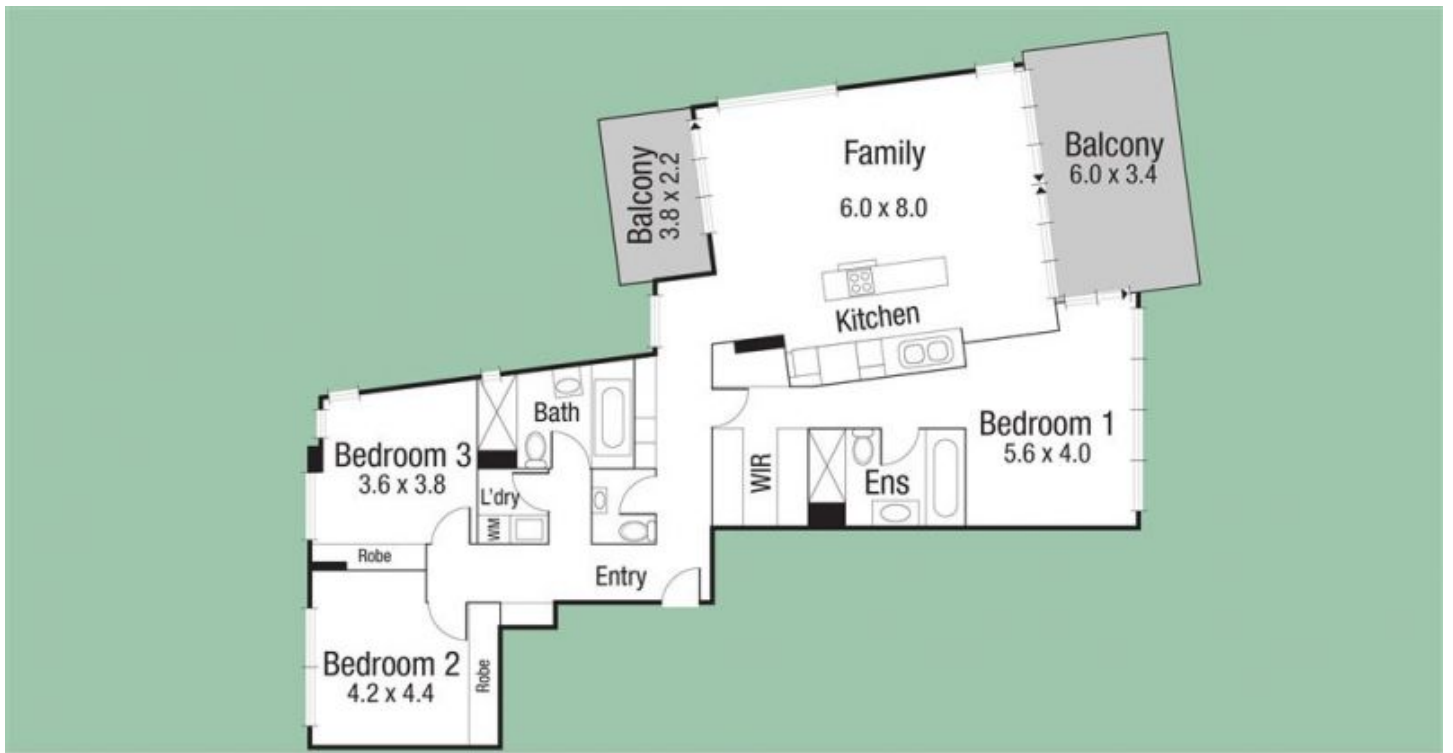 Balcony
3.8 x 2.2
Family
6.0 x 8.0
Balcony
6.0 x 3.4
Kitchen
Bedroom 1
5.6 x 4.0
WIR
Ens
Bath
Bedroom 3
3.6 x 3.8
L'dry
WM
Robe
Entry
Bedroom 2
4.2 x 4.4
Robe